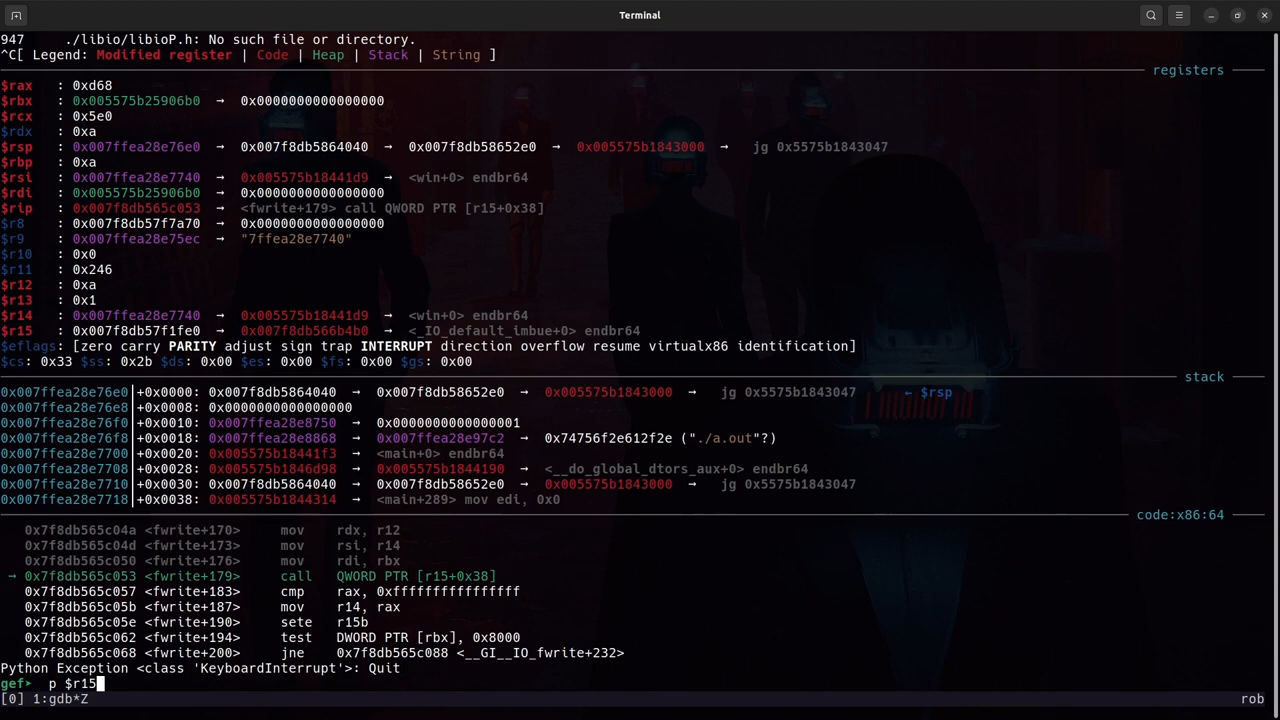 Terminal
947     ./libio/libioP.h: No such file or directory.
^C[ Legend: Modified register | Code | Heap | Stack | String ]
registers
$rax   : 0xd68
$rbx   : 0x005575b25906b0  →  0x0000000000000000
$rcx   : 0x5e0
$rdx   : 0xa
$rsp   : 0x007ffea28e76e0  →  0x007f8db5864040  →  0x007f8db58652e0  →  0x005575b1843000  →   jg 0x5575b1843047
$rbp   : 0xa
$rsi   : 0x007ffea28e7740  →  0x005575b18441d9  →  <win+0> endbr64
$rdi   : 0x005575b25906b0  →  0x0000000000000000
$rip   : 0x007f8db565c053  →  <fwrite+179> call QWORD PTR [r15+0x38]
$r8    : 0x007f8db57f7a70  →  0x0000000000000000
$r9    : 0x007ffea28e75ec  →  "7ffea28e7740"
$r10   : 0x0
$r11   : 0x246
$r12   : 0xa
$r13   : 0x1
$r14   : 0x007ffea28e7740  →  0x005575b18441d9  →  <win+0> endbr64
$r15   : 0x007f8db57f1fe0  →  0x007f8db566b4b0  →  <_IO_default_imbue+0> endbr64
$eflags: [zero carry PARITY adjust sign trap INTERRUPT direction overflow resume virtualx86 identification]
$cs: 0x33 $ss: 0x2b $ds: 0x00 $es: 0x00 $fs: 0x00 $gs: 0x00
stack
0x007ffea28e76e0│+0x0000: 0x007f8db5864040  →  0x007f8db58652e0  →  0x005575b1843000  →   jg 0x5575b1843047   ← $rsp
0x007ffea28e76e8│+0x0008: 0x0000000000000000
0x007ffea28e76f0│+0x0010: 0x007ffea28e8750  →  0x0000000000000001
0x007ffea28e76f8│+0x0018: 0x007ffea28e8868  →  0x007ffea28e97c2  →  0x74756f2e612f2e ("./a.out"?)
0x007ffea28e7700│+0x0020: 0x005575b18441f3  →  <main+0> endbr64
0x007ffea28e7708│+0x0028: 0x005575b1846d98  →  0x005575b1844190  →  <__do_global_dtors_aux+0> endbr64
0x007ffea28e7710│+0x0030: 0x007f8db5864040  →  0x007f8db58652e0  →  0x005575b1843000  →   jg 0x5575b1843047
0x007ffea28e7718│+0x0038: 0x005575b1844314  →  <main+289> mov edi, 0x0
code:x86:64
0x7f8db565c04a <fwrite+170>     mov    rdx, r12
0x7f8db565c04d <fwrite+173>     mov    rsi, r14
0x7f8db565c050 <fwrite+176>     mov    rdi, rbx
→ 0x7f8db565c053 <fwrite+179>     call   QWORD PTR [r15+0x38]
0x7f8db565c057 <fwrite+183>     cmp    rax, 0xffffffffffffffff
0x7f8db565c05b <fwrite+187>     mov    r14, rax
0x7f8db565c05e <fwrite+190>     sete   r15b
0x7f8db565c062 <fwrite+194>     test   DWORD PTR [rbx], 0x8000
0x7f8db565c068 <fwrite+200>     jne    0x7f8db565c088 <__GI__IO_fwrite+232>
Python Exception <class 'KeyboardInterrupt'>: Quit
gef➤  p $r15
[0] 1:gdb*Z rob